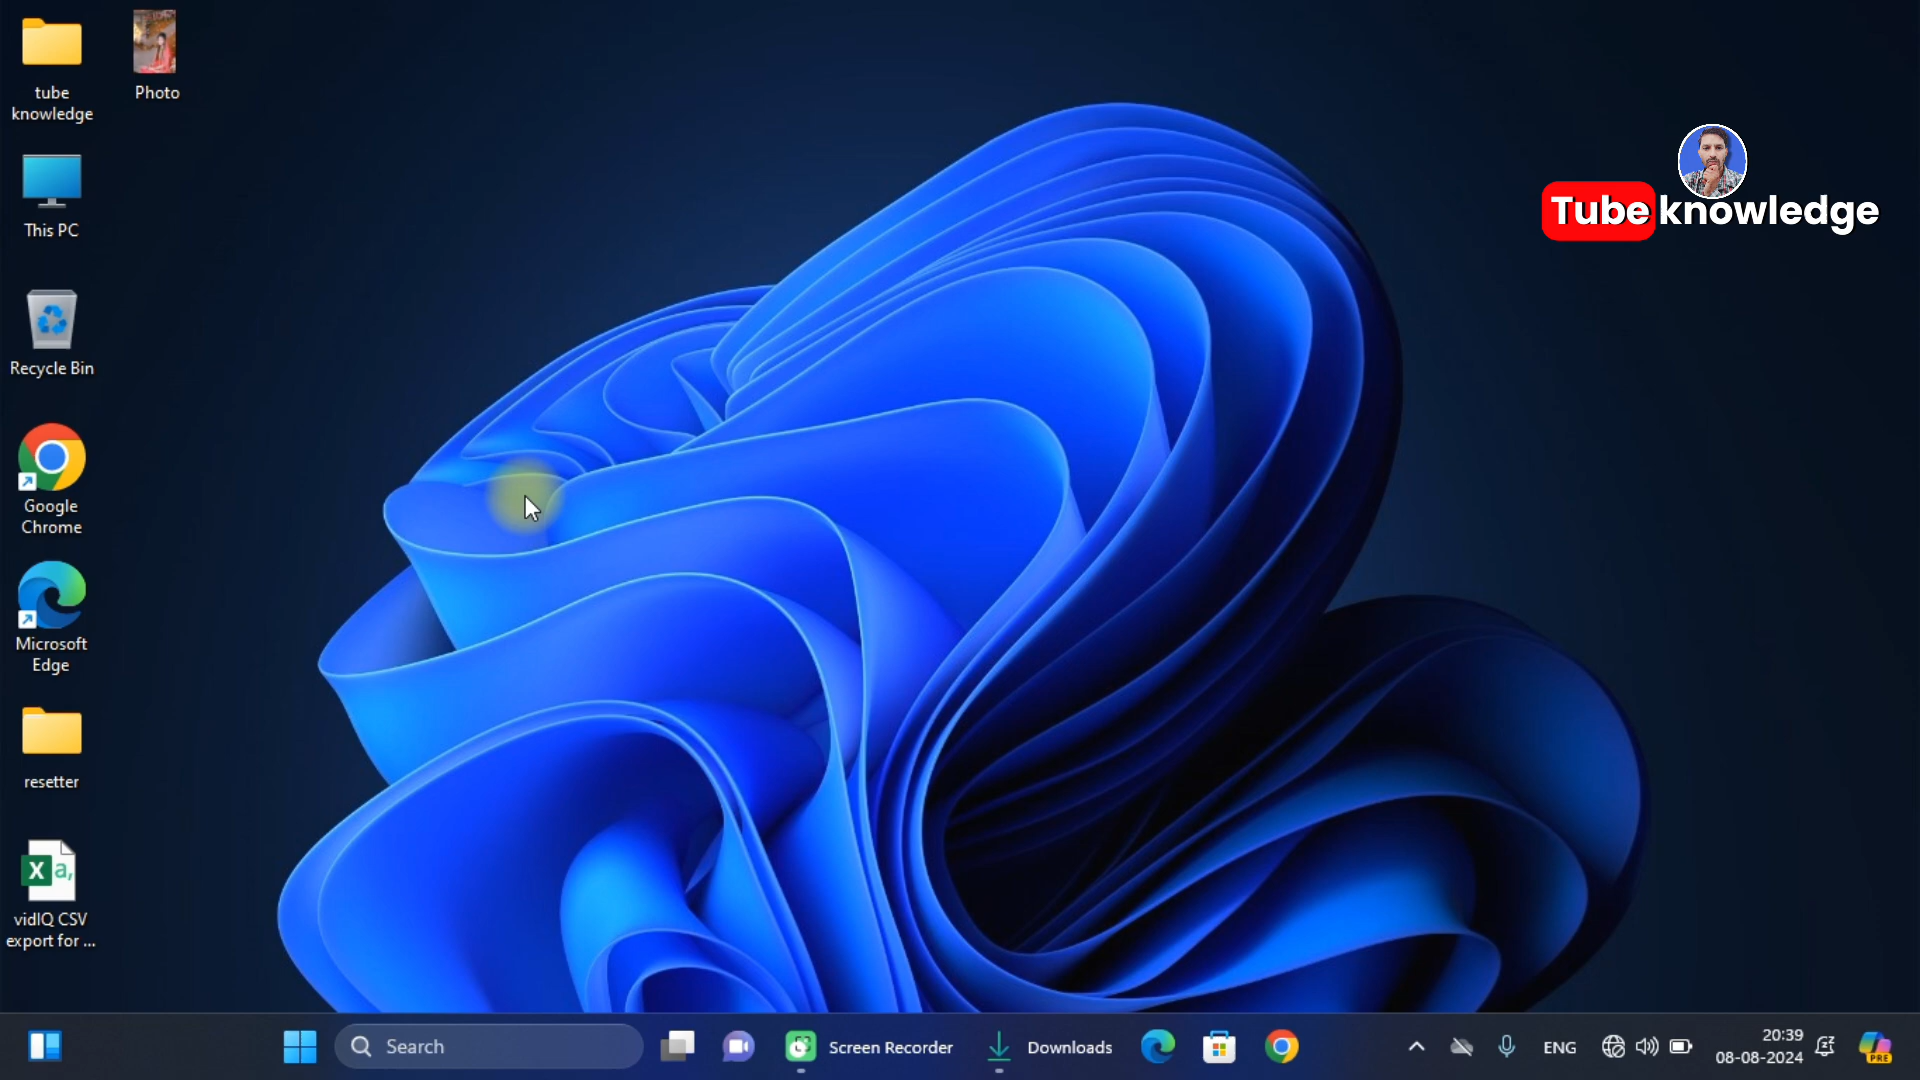 tube
knowledge
Photo
Tube knowledge
This PC
Recycle Bin
Google
Chrome
Microsoft
Edge
resetter
X a,
vidIQ CSV
export for ...
Search
Screen Recorder
Downloads
ENG
20:39
08-08-2024
PRE